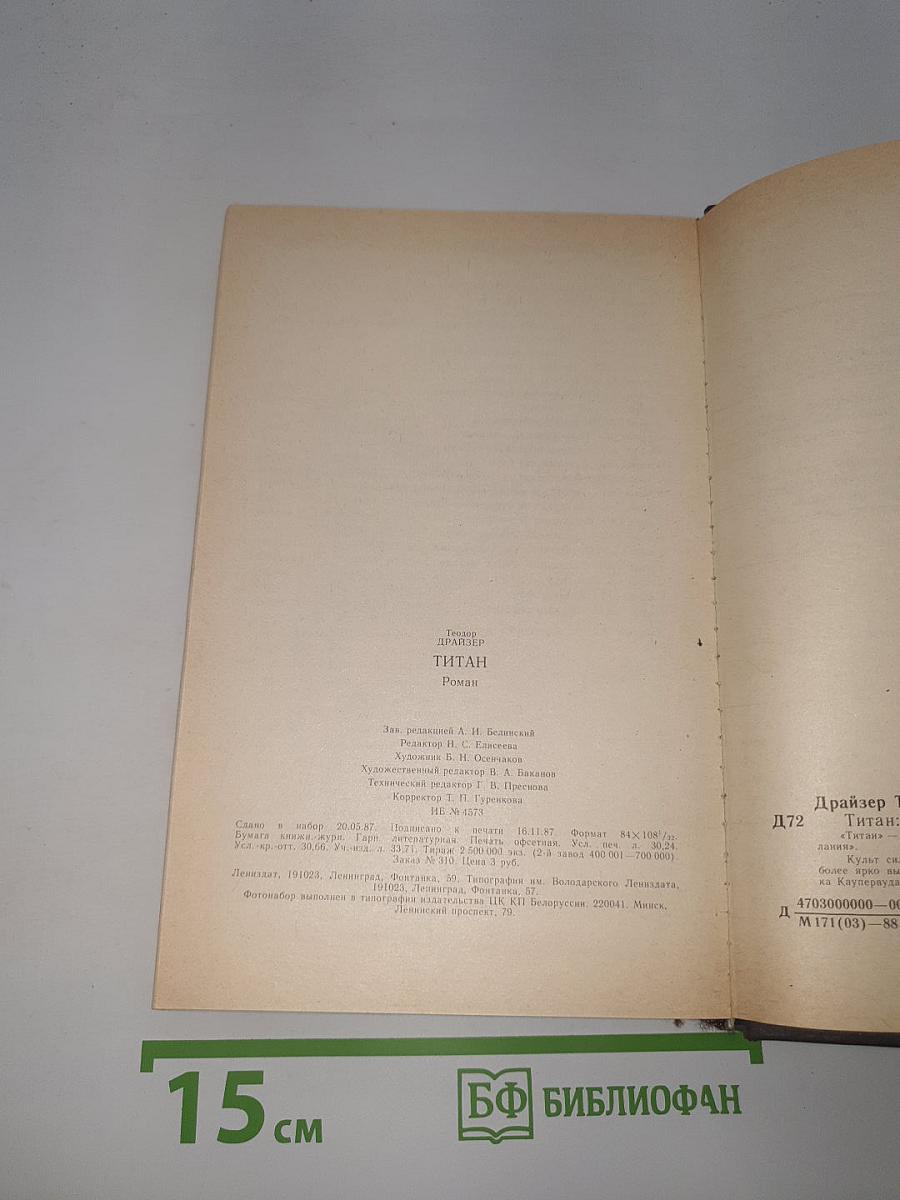 Теодор
ДРАЙЗЕР
ТИТАН
Роман
Зав. редакцией А. И. Белинский
Редактор Н. С. Елисеева
Художник Б. Н. Осенчаков
Художественный редактор В. А. Баканов
Технический редактор Г. В. Преснова
Корректор Т. П. Гуренкова
ИБ № 4573
Сдано в набор 20.05.87. Подписано к печати 16.11.87. Формат 84×108¹/₃₂.
Бумага книжн.-журн. Гарн. литературная. Печать офсетная. Усл. печ. л. 30,24.
Усл.-кр.-отт. 30,66. Уч.-изд. л. 33,71. Тираж 2 500 000 экз. (2-й завод 400 001—700 000).
Заказ № 310. Цена 3 руб.
Лениздат, 191023, Ленинград, Фонтанка, 59. Типография им. Володарского Лениздата,
191023, Ленинград, Фонтанка, 57.
Фотонабор выполнен в типографии издательства ЦК КП Белоруссии. 220041. Минск,
Ленинский проспект, 79.
Драйзер Т
Д72 Титан:
«Титан» —
лания».
Культ сил
более ярко вы
ка Каупервуда
Д 4703000000—00
М 171(03)—88
15 см
БФ БИБЛИОФАН